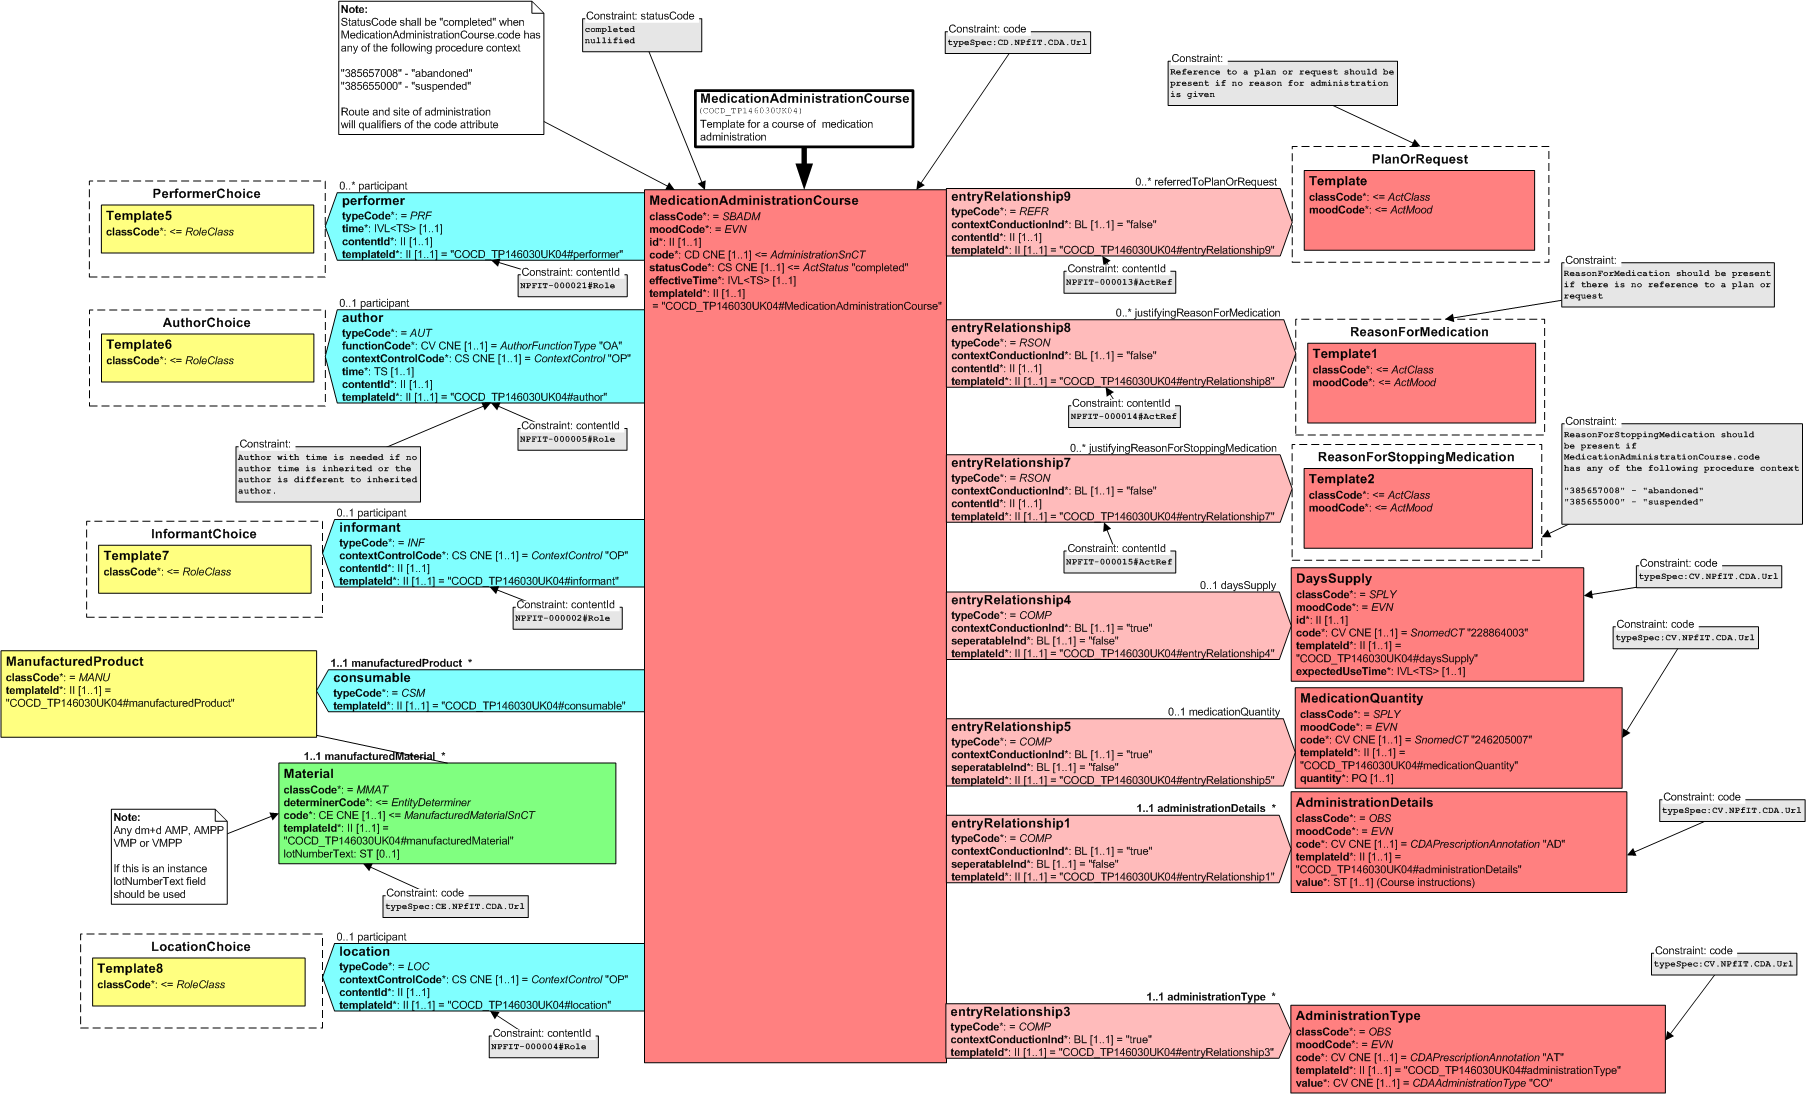 Note:
StatusCode shall be "completed" when
MedicationAdministrationCourse.code has
any of the following procedure context
"385657008" - "abandoned"
"385655000" - "suspended"
Route and site of administration
will qualifiers of the code attribute
Constraint: statusCode
completed
nullified
Constraint: code
typeSpec:CD.NPfIT.CDA.Url
Constraint:
Reference to a plan or request should be
present if no reason for administration
is given
MedicationAdministrationCourse
(COCD_TP146030UK04)
Template for a course of medication
administration
PerformerChoice
Template5
classCode*: <= RoleClass
0..* participant
performer
typeCode*: = PRF
time*: IVL<TS> [1..1]
contentId*: II [1..1]
templateId*: II [1..1] = "COCD_TP146030UK04#performer"
Constraint: contentId
NPFIT-000021#Role
AuthorChoice
Template6
classCode*: <= RoleClass
0..1 participant
author
typeCode*: = AUT
functionCode*: CV CNE [1..1] = AuthorFunctionType "OA"
contextControlCode*: CS CNE [1..1] = ContextControl "OP"
time*: TS [1..1]
contentId*: II [1..1]
templateId*: II [1..1] = "COCD_TP146030UK04#author"
Constraint: contentId
NPFIT-000005#Role
Constraint:
Author with time is needed if no
author time is inherited or the
author is different to inherited
author.
InformantChoice
Template7
classCode*: <= RoleClass
0..1 participant
informant
typeCode*: = INF
contextControlCode*: CS CNE [1..1] = ContextControl "OP"
contentId*: II [1..1]
templateId*: II [1..1] = "COCD_TP146030UK04#informant"
Constraint: contentId
NPFIT-000002#Role
ManufacturedProduct
classCode*: = MANU
templateId*: II [1..1] =
"COCD_TP146030UK04#manufacturedProduct"
1..1 manufacturedProduct *
consumable
typeCode*: = CSM
templateId*: II [1..1] = "COCD_TP146030UK04#consumable"
1..1 manufacturedMaterial *
Material
classCode*: = MMAT
determinerCode*: <= EntityDeterminer
code*: CE CNE [1..1] <= ManufacturedMaterialSnCT
templateId*: II [1..1] =
"COCD_TP146030UK04#manufacturedMaterial"
lotNumberText: ST [0..1]
Note:
Any dm+d AMP, AMPP
VMP or VMPP
If this is an instance
lotNumberText field
should be used
Constraint: code
typeSpec:CE.NPfIT.CDA.Url
LocationChoice
Template8
classCode*: <= RoleClass
0..1 participant
location
typeCode*: = LOC
contextControlCode*: CS CNE [1..1] = ContextControl "OP"
contentId*: II [1..1]
templateId*: II [1..1] = "COCD_TP146030UK04#location"
Constraint: contentId
NPFIT-000004#Role
MedicationAdministrationCourse
classCode*: = SBADM
moodCode*: = EVN
id*: II [1..1]
code*: CD CNE [1..1] <= AdministrationSnCT
statusCode*: CS CNE [1..1] <= ActStatus "completed"
effectiveTime*: IVL<TS> [1..1]
templateId*: II [1..1]
= "COCD_TP146030UK04#MedicationAdministrationCourse"
0..* referredToPlanOrRequest
entryRelationship9
typeCode*: = REFR
contextConductionInd*: BL [1..1] = "false"
contentId*: II [1..1]
templateId*: II [1..1] = "COCD_TP146030UK04#entryRelationship9"
Constraint: contentId
NPFIT-000013#ActRef
PlanOrRequest
Template
classCode*: <= ActClass
moodCode*: <= ActMood
Constraint:
ReasonForMedication should be present
if there is no reference to a plan or
request
0..* justifyingReasonForMedication
entryRelationship8
typeCode*: = RSON
contextConductionInd*: BL [1..1] = "false"
contentId*: II [1..1]
templateId*: II [1..1] = "COCD_TP146030UK04#entryRelationship8"
Constraint: contentId
NPFIT-000014#ActRef
ReasonForMedication
Template1
classCode*: <= ActClass
moodCode*: <= ActMood
Constraint:
ReasonForStoppingMedication should
be present if
MedicationAdministrationCourse.code
has any of the following procedure context
"385657008" - "abandoned"
"385655000" - "suspended"
0..* justifyingReasonForStoppingMedication
entryRelationship7
typeCode*: = RSON
contextConductionInd*: BL [1..1] = "false"
contentId*: II [1..1]
templateId*: II [1..1] = "COCD_TP146030UK04#entryRelationship7"
Constraint: contentId
NPFIT-000015#ActRef
ReasonForStoppingMedication
Template2
classCode*: <= ActClass
moodCode*: <= ActMood
0..1 daysSupply
entryRelationship4
typeCode*: = COMP
contextConductionInd*: BL [1..1] = "true"
seperatableInd*: BL [1..1] = "false"
templateId*: II [1..1] = "COCD_TP146030UK04#entryRelationship4"
DaysSupply
classCode*: = SPLY
moodCode*: = EVN
id*: II [1..1]
code*: CV CNE [1..1] = SnomedCT "228864003"
templateId*: II [1..1] =
"COCD_TP146030UK04#daysSupply"
expectedUseTime*: IVL<TS> [1..1]
Constraint: code
typeSpec:CV.NPfIT.CDA.Url
Constraint: code
typeSpec:CV.NPfIT.CDA.Url
0..1 medicationQuantity
entryRelationship5
typeCode*: = COMP
contextConductionInd*: BL [1..1] = "true"
seperatableInd*: BL [1..1] = "false"
templateId*: II [1..1] = "COCD_TP146030UK04#entryRelationship5"
MedicationQuantity
classCode*: = SPLY
moodCode*: = EVN
code*: CV CNE [1..1] = SnomedCT "246205007"
templateId*: II [1..1] =
"COCD_TP146030UK04#medicationQuantity"
quantity*: PQ [1..1]
1..1 administrationDetails *
entryRelationship1
typeCode*: = COMP
contextConductionInd*: BL [1..1] = "true"
seperatableInd*: BL [1..1] = "false"
templateId*: II [1..1] = "COCD_TP146030UK04#entryRelationship1"
AdministrationDetails
classCode*: = OBS
moodCode*: = EVN
code*: CV CNE [1..1] = CDAPrescriptionAnnotation "AD"
templateId*: II [1..1] =
"COCD_TP146030UK04#administrationDetails"
value*: ST [1..1] (Course instructions)
Constraint: code
typeSpec:CV.NPfIT.CDA.Url
1..1 administrationType *
entryRelationship3
typeCode*: = COMP
contextConductionInd*: BL [1..1] = "true"
templateId*: II [1..1] = "COCD_TP146030UK04#entryRelationship3"
AdministrationType
classCode*: = OBS
moodCode*: = EVN
code*: CV CNE [1..1] = CDAPrescriptionAnnotation "AT"
templateId*: II [1..1] = "COCD_TP146030UK04#administrationType"
value*: CV CNE [1..1] = CDAAdministrationType "CO"
Constraint: code
typeSpec:CV.NPfIT.CDA.Url